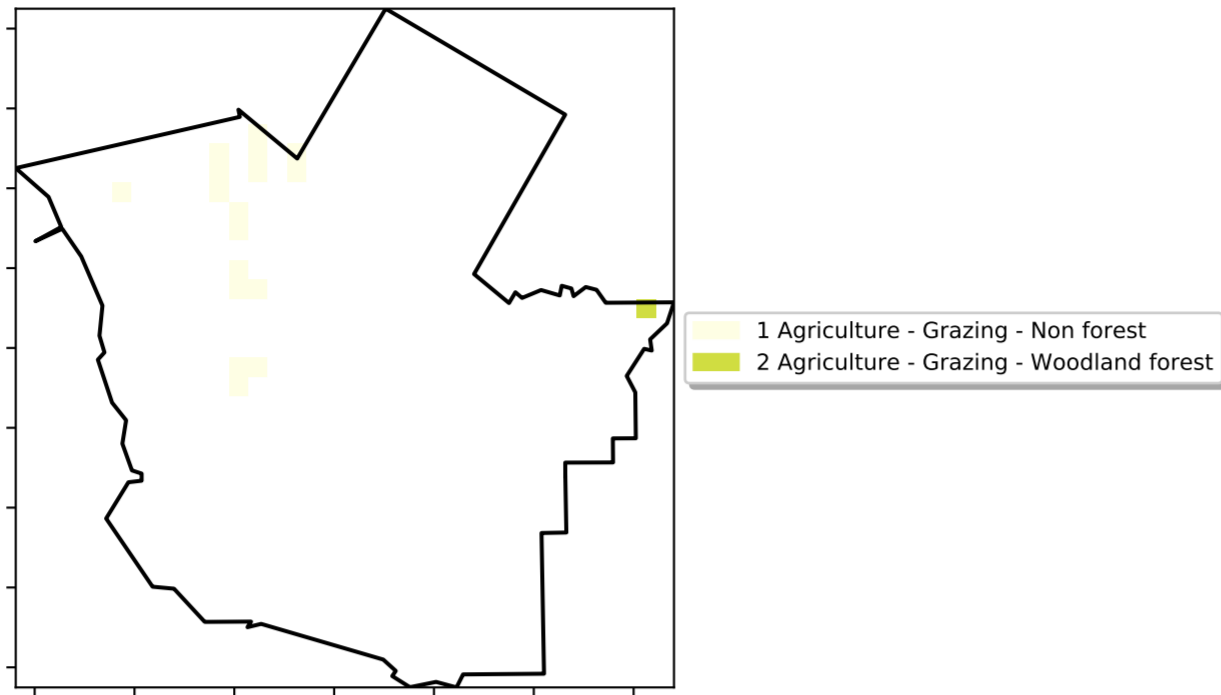 1 Agriculture - Grazing - Non forest
2 Agriculture - Grazing - Woodland forest